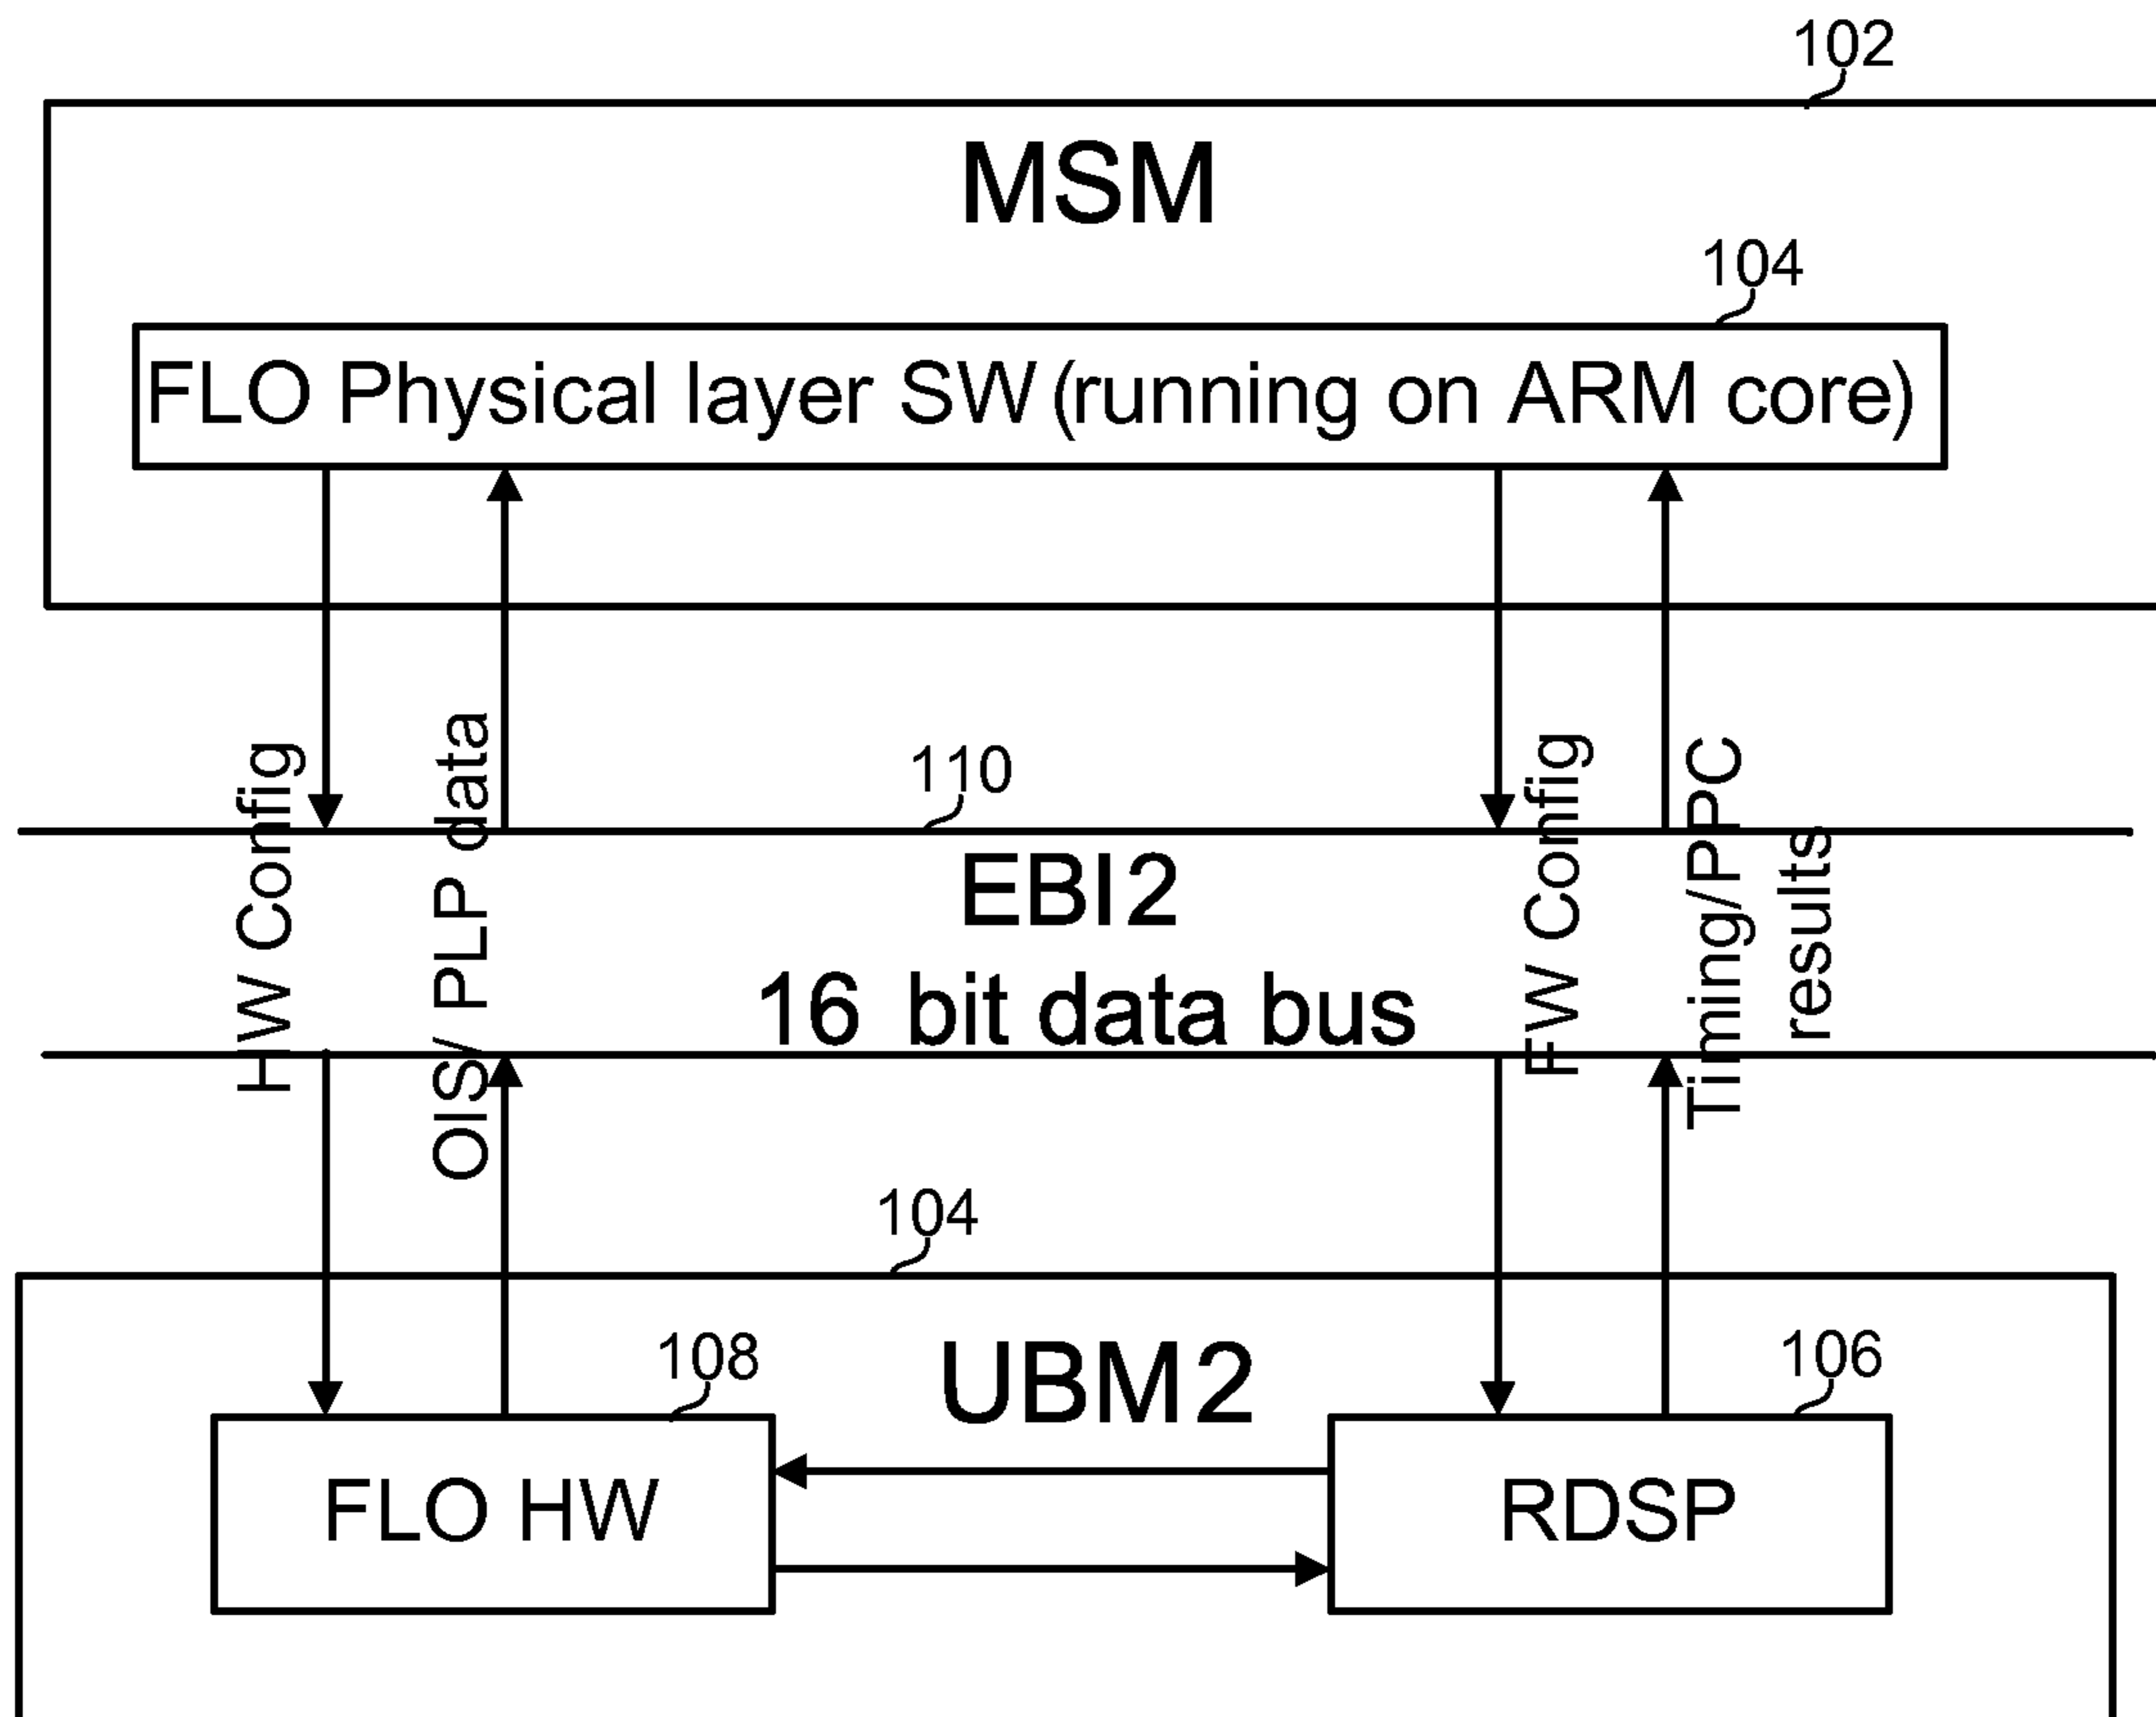 102
MSM
104
FLO Physical layer SW (running on ARM core)
HW Config
OIS/ PLP data
110
EBI2
16 bit data bus
FW Config
Timing/PPC
results
104
UBM2
108
106
FLO HW
RDSP